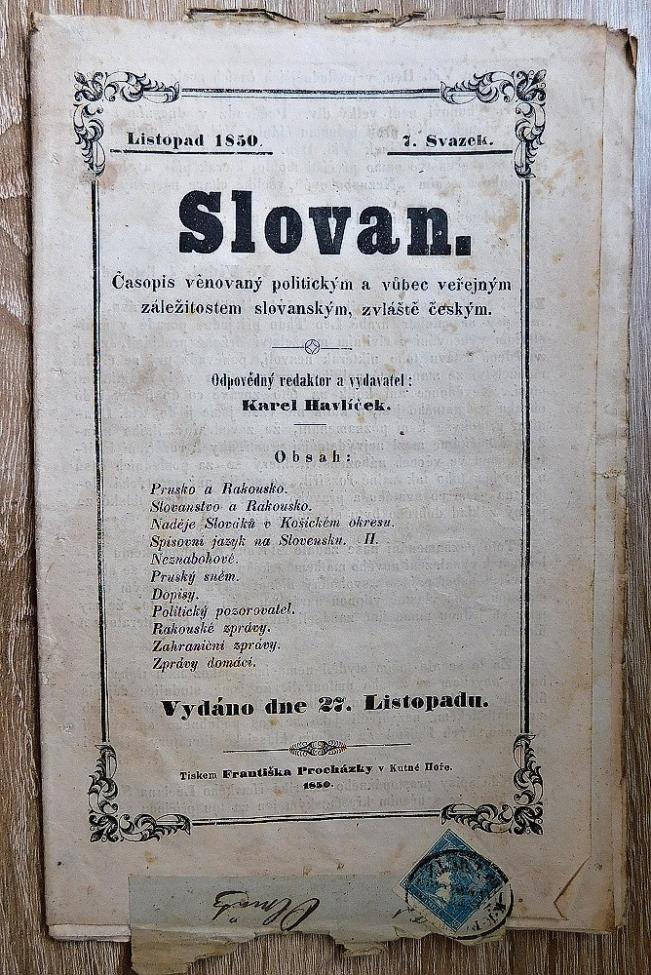 Listopad 1850.
7. Svazek.
Slovan.
Časopis věnovaný politickým a vůbec veřejným
záležitostem slovanským, zvláště českým.
Odpovědný redaktor a vydavatel:
Karel Havlíček.
Obsah:
Prusko a Rakousko.
Slovanstvo a Rakousko.
Naděje Slováků v Košickém okresu.
Spisovní jazyk na Slovensku. II.
Neznabohové.
Pruský sněm.
Dopisy.
Politický pozorovatel.
Rakouské zprávy.
Zahraniční zprávy.
Zprávy domácí.
Vydáno dne 27. Listopadu.
Tiskem Františka Procházky v Kutné Hoře.
1850.